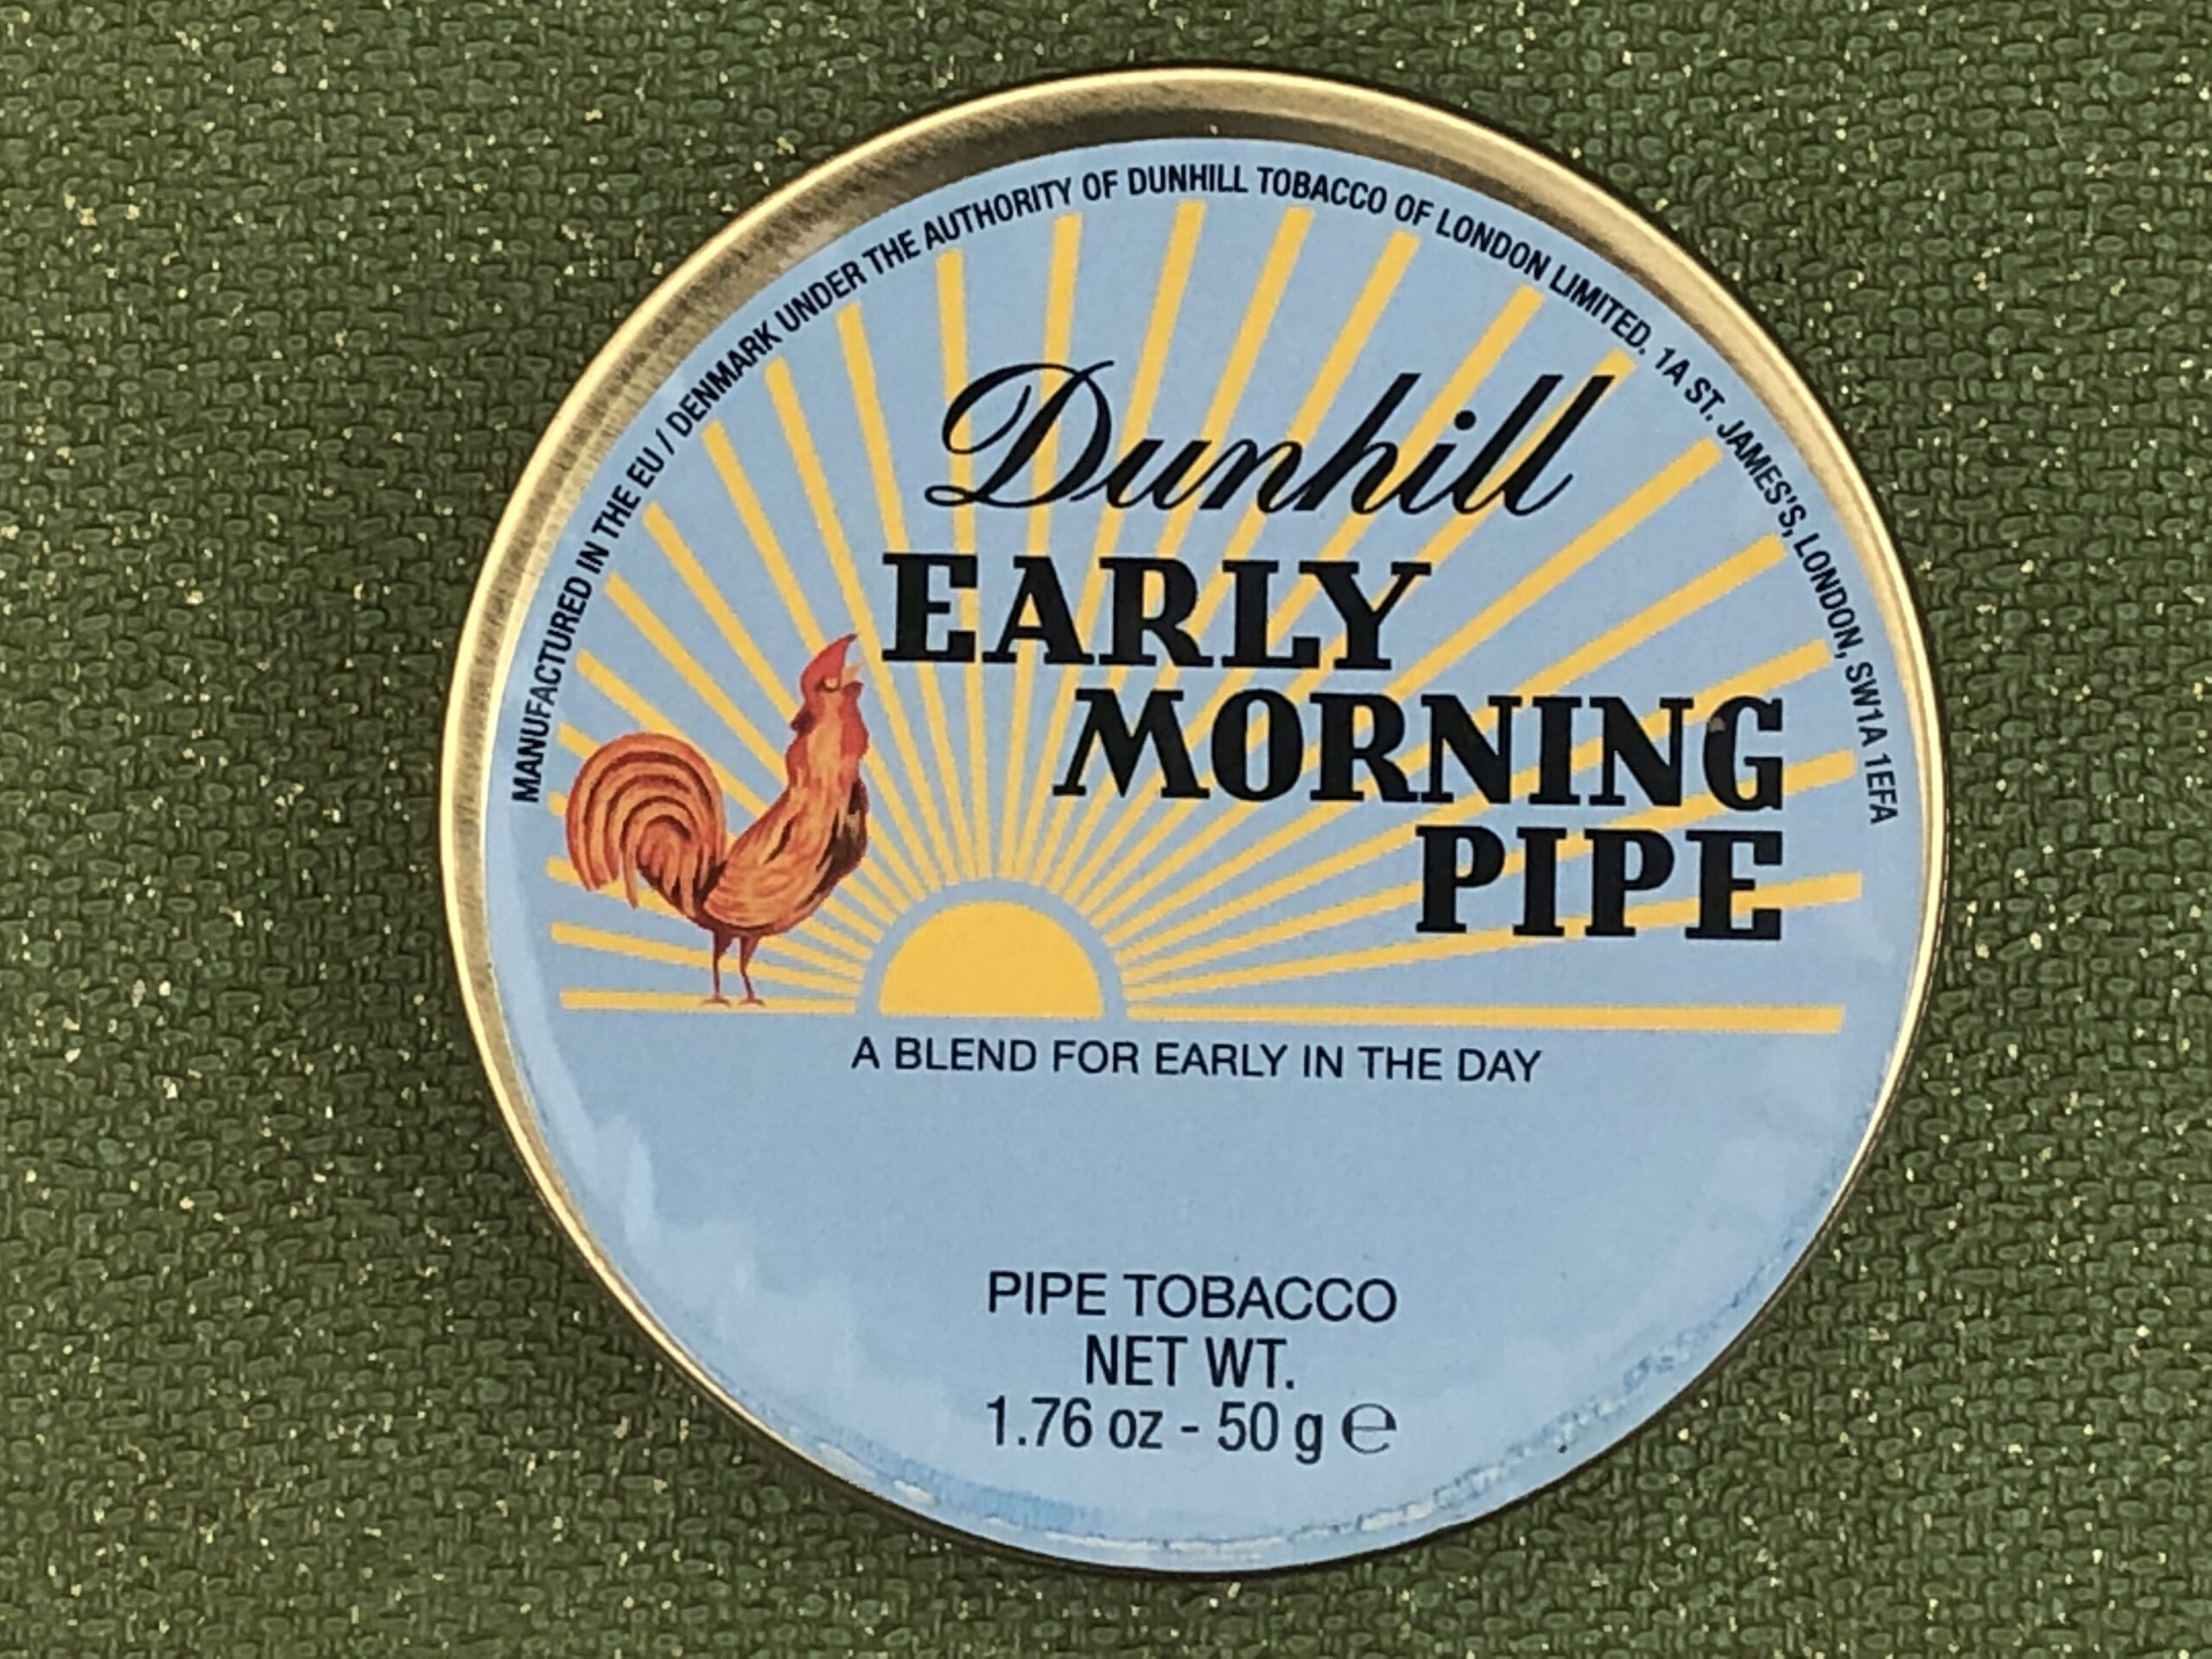 MANUFACTURED IN THE EU / DENMARK UNDER THE AUTHORITY OF DUNHILL TOBACCO OF LONDON LIMITED. 1A ST. JAMES'S, LONDON, SW1A 1EFA
Dunhill
EARLY
MORNING
PIPE
A BLEND FOR EARLY IN THE DAY
PIPE TOBACCO
NET WT.
1.76 oz - 50 g ℮